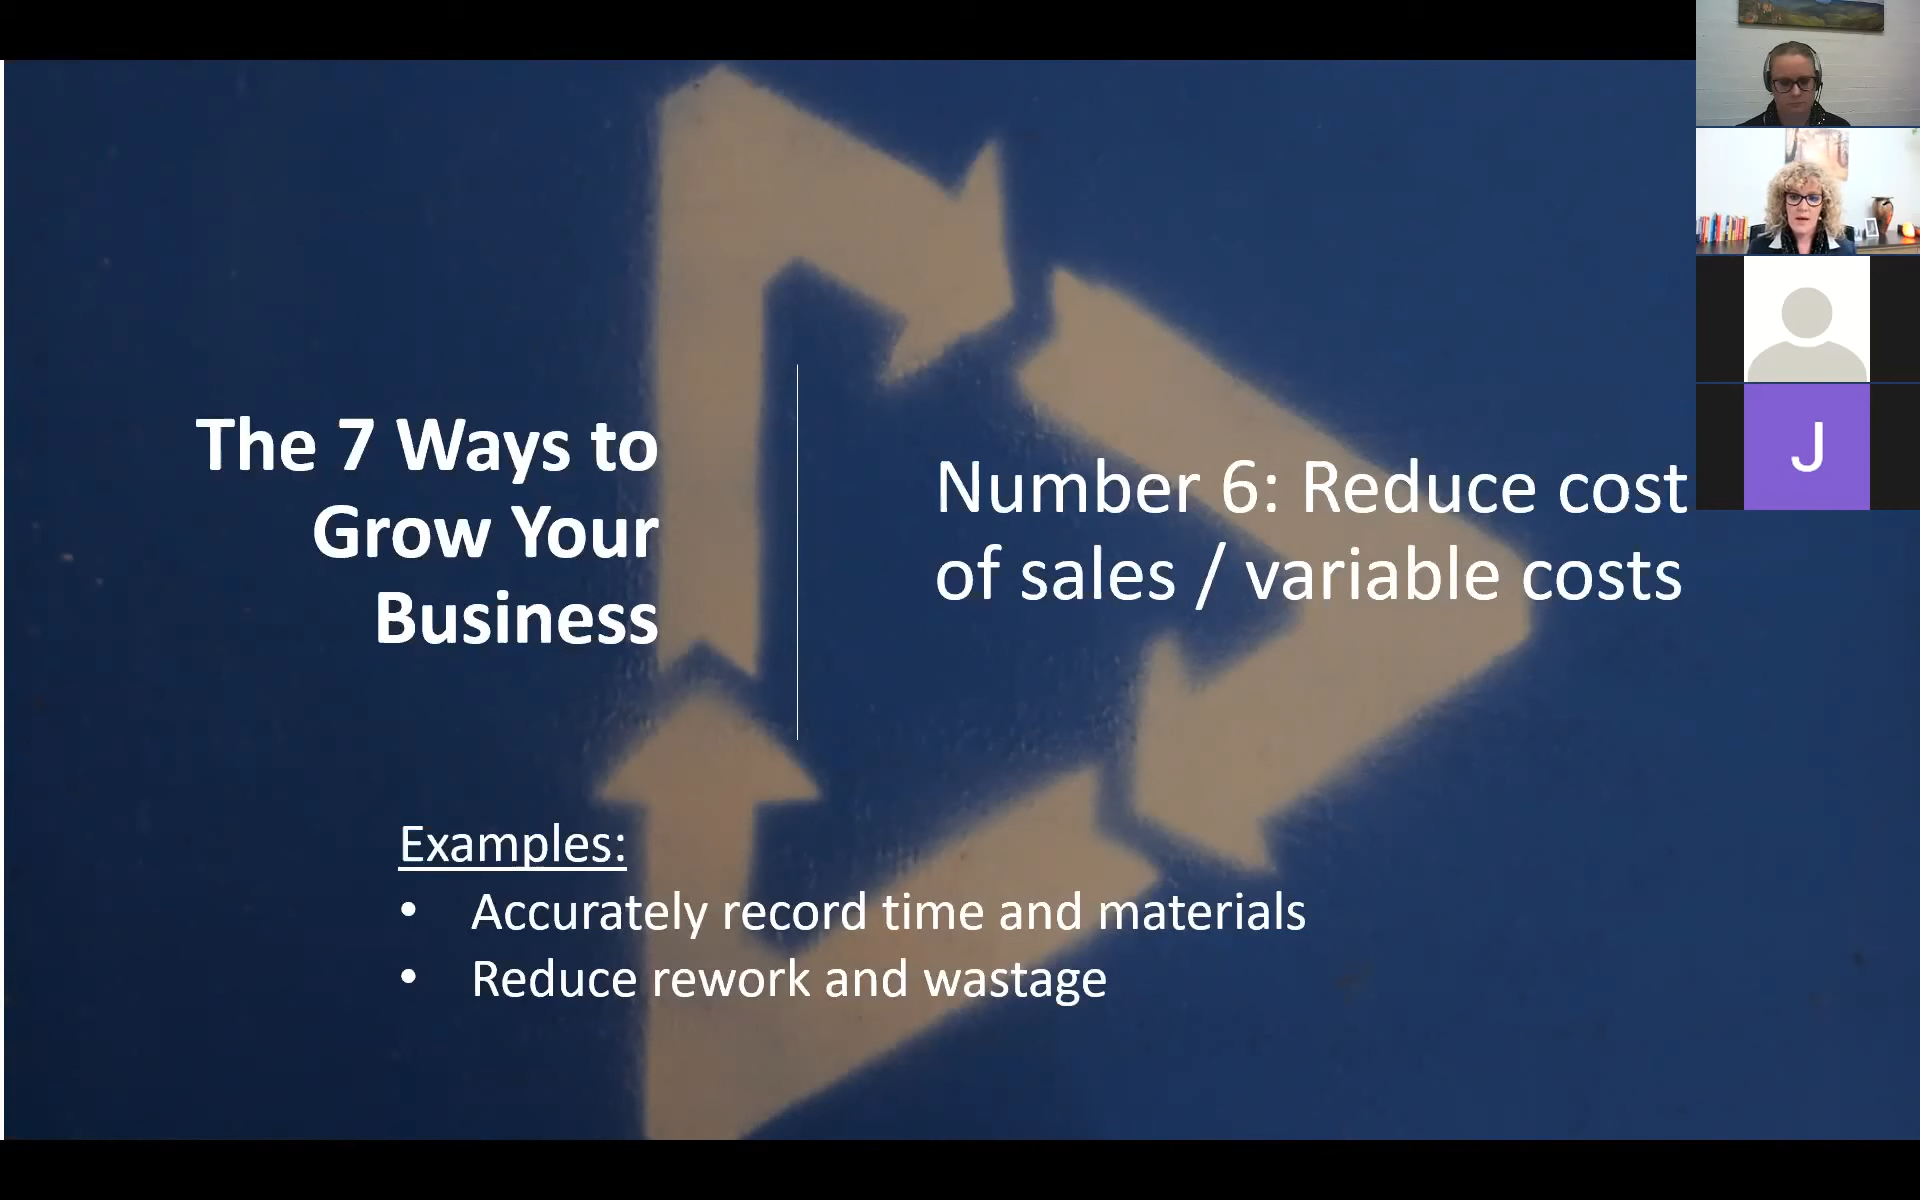 The 7 Ways to
Grow Your
Business
Number 6: Reduce cost
of sales / variable costs
Examples:
• Accurately record time and materials
• Reduce rework and wastage
J